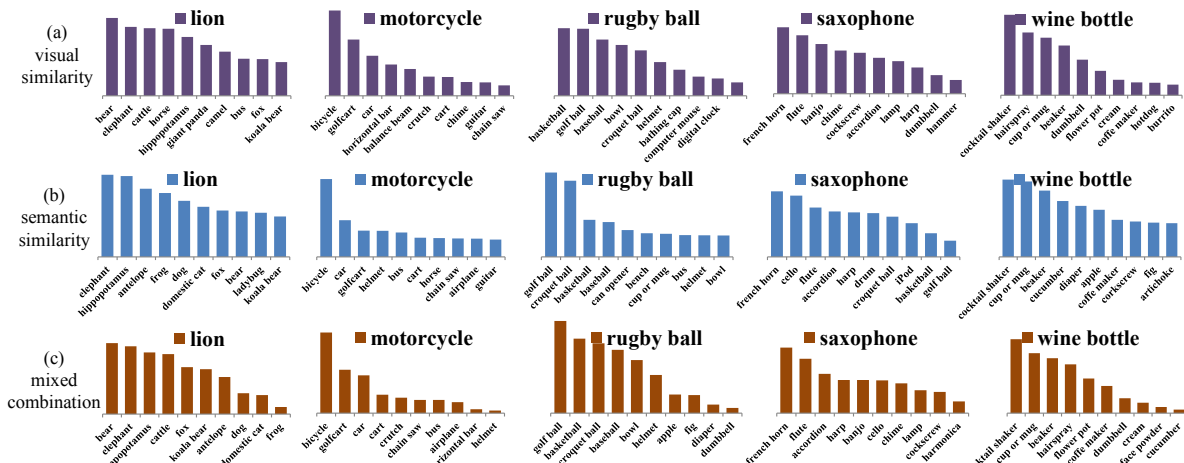 (a)
visual
similarity
lion
bear
elephant
cattle
horse
hippopotamus
giant panda
camel
bus
fox
koala bear
motorcycle
bicycle
golfcart
car
horizontal bar
balance beam
crutch
cart
chime
guitar
chain saw
rugby ball
basketball
golf ball
baseball
bowl
croquet ball
helmet
bathing cap
computer mouse
digital clock
saxophone
french horn
flute
banjo
chime
cockscrew
accordion
lamp
harp
dumbbell
hammer
wine bottle
cocktail shaker
hairspray
cup or mug
beaker
dumbbell
flower pot
cream
coffe maker
hotdog
burrito
(b)
semantic
similarity
lion
elephant
hippopotamus
antelope
frog
dog
domestic cat
fox
bear
ladybug
koala bear
motorcycle
bicycle
car
golfcart
helmet
bus
cart
horse
chain saw
airplane
guitar
rugby ball
golf ball
croquet ball
basketball
baseball
can opener
bench
cup or mug
bus
helmet
bowl
saxophone
french horn
cello
flute
accordion
harp
drum
croquet ball
iPod
basketball
golf ball
wine bottle
cocktail shaker
cup or mug
beaker
cucumber
diaper
apple
coffe maker
corkscrew
fig
artichoke
(c)
mixed
combination
lion
bear
elephant
popotamus
cattle
fox
koala bear
antelope
dog
domestic cat
frog
motorcycle
bicycle
golfcart
car
cart
crutch
chain saw
bus
airplane
rizontal bar
helmet
rugby ball
golf ball
basketball
croquet ball
baseball
bowl
helmet
apple
fig
diaper
dumbbell
saxophone
french horn
flute
accordion
harp
banjo
cello
chime
lamp
cockscrew
harmonica
wine bottle
cktail shaker
cup or mug
beaker
hairspray
flower pot
coffe maker
dumbbell
cream
face powder
cucumber